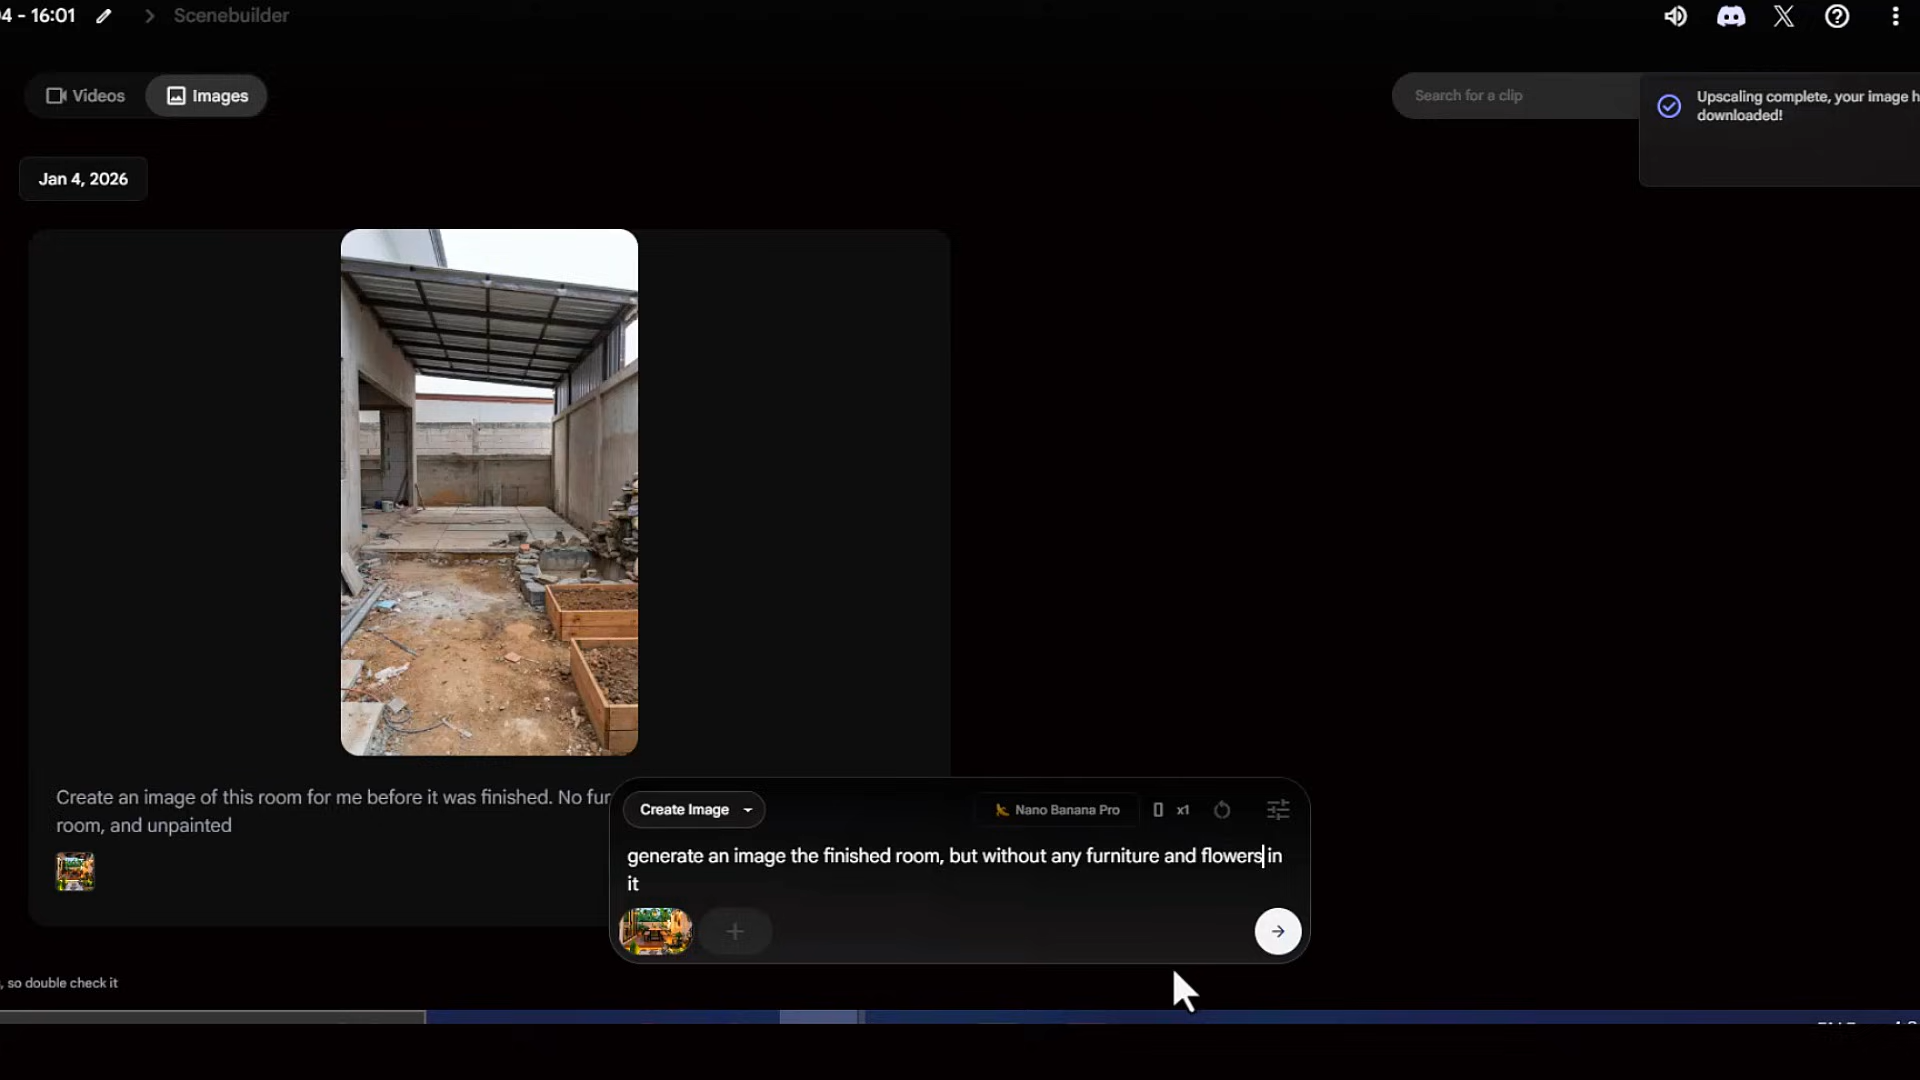 4 - 16:01
Scenebuilder
Videos
Images
Search for a clip
Upscaling complete, your image h
downloaded!
Jan 4, 2026
Create an image of this room for me before it was finished. No fur
room, and unpainted
Create Image
Nano Banana Pro
x1
generate an image the finished room, but without any furniture and flowers in
it
, so double check it